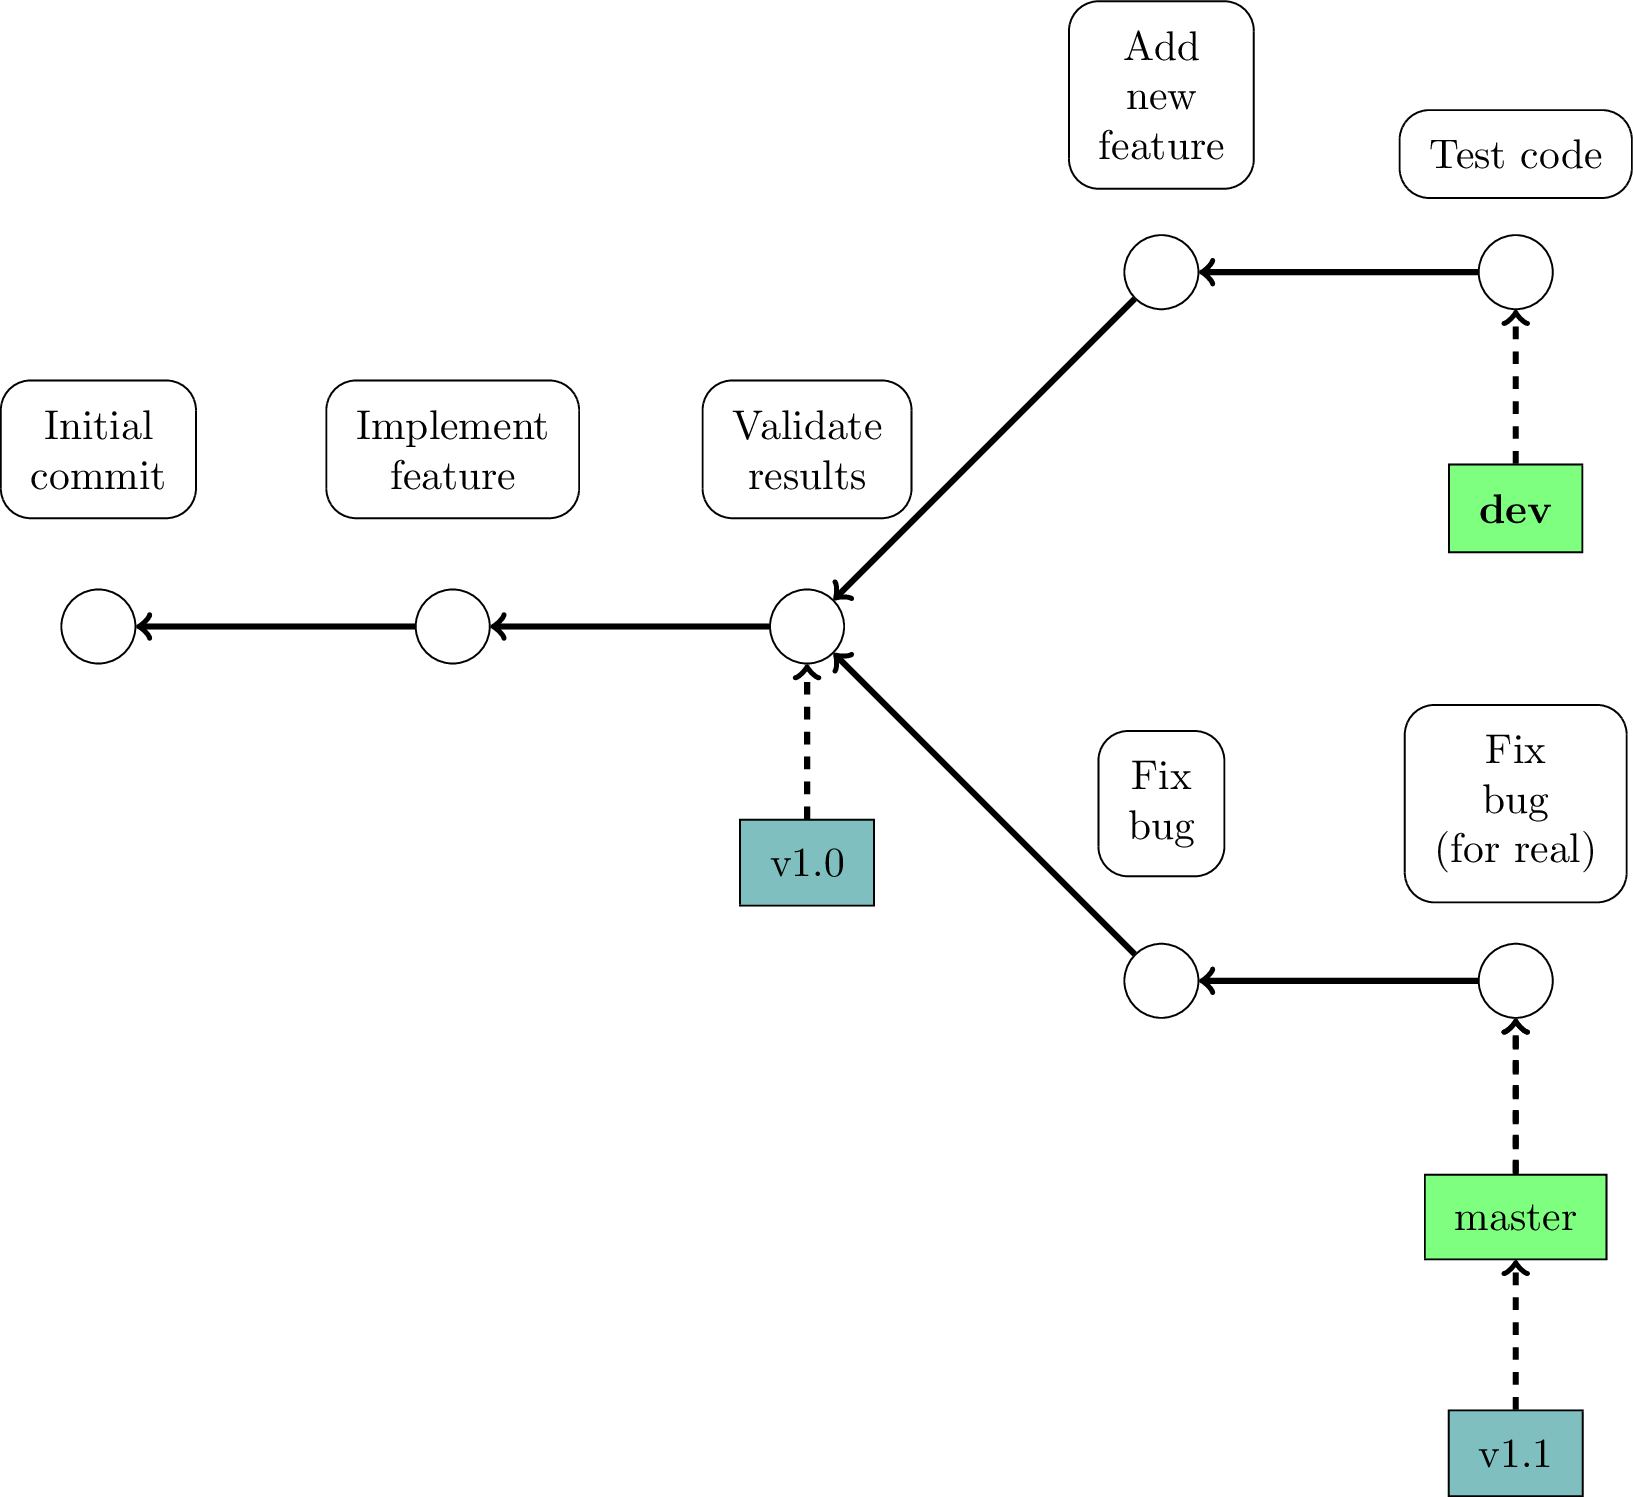 Add
new
feature
Test code
Initial
commit
Implement
feature
Validate
results
dev
Fix
bug
Fix
bug
(for real)
v1.0
master
v1.1